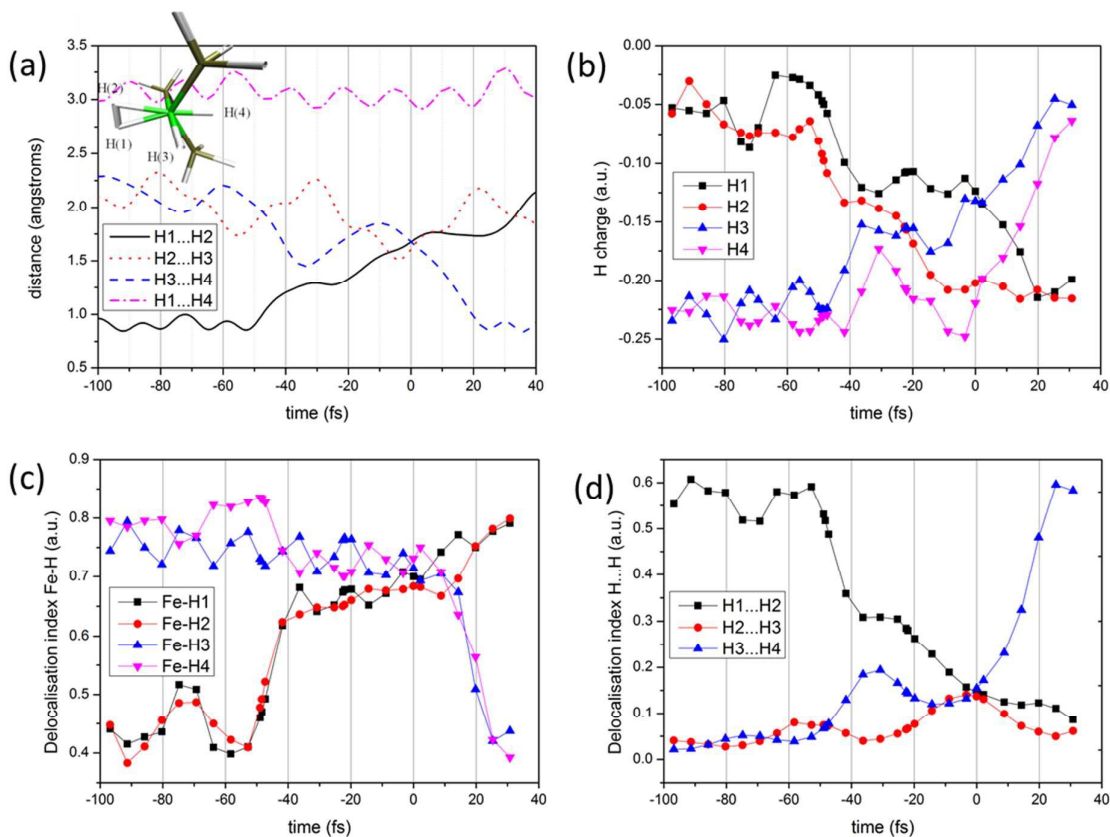 (a)
3.5
3.0
2.5
2.0
1.5
1.0
0.5
distance (angstroms)
H(2)
H(1)
H(3)
H(4)
H1...H2
H2...H3
H3...H4
H1...H4
-100 -80 -60 -40 -20 0 20 40
time (fs)
(b)
0.00
-0.05
-0.10
-0.15
-0.20
-0.25
H charge (a.u.)
H1
H2
H3
H4
-100 -80 -60 -40 -20 0 20 40
time (fs)
(c)
0.9
0.8
0.7
0.6
0.5
0.4
Delocalisation index Fe-H (a.u.)
Fe-H1
Fe-H2
Fe-H3
Fe-H4
-100 -80 -60 -40 -20 0 20 40
time (fs)
(d)
0.6
0.5
0.4
0.3
0.2
0.1
0.0
Delocalisation index H...H (a.u.)
H1...H2
H2...H3
H3...H4
-100 -80 -60 -40 -20 0 20 40
time (fs)